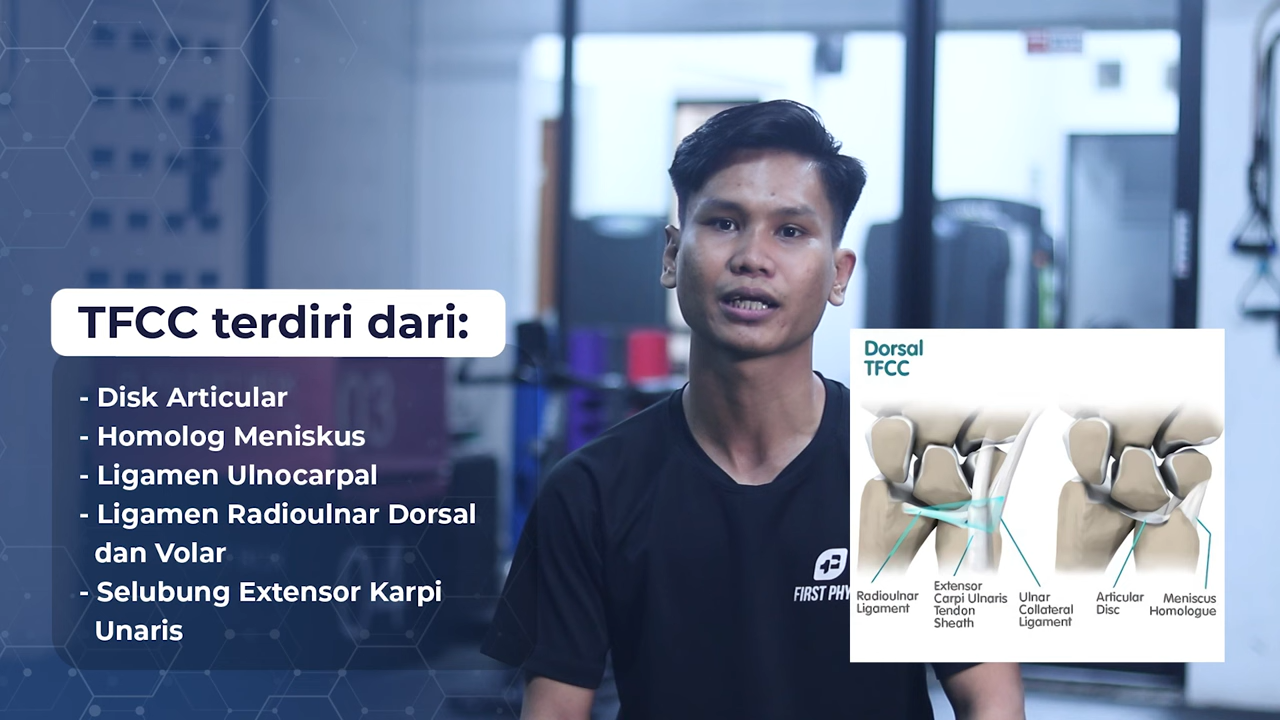 TFCC terdiri dari:
- Disk Articular
- Homolog Meniskus
- Ligamen Ulnocarpal
- Ligamen Radioulnar Dorsal
dan Volar
- Selubung Extensor Karpi
Unaris
FIRST
Dorsal
TFCC
Radioulnar
Ligament
Extensor
Carpi Ulnaris
Tendon
Sheath
Ulnar
Collateral
Ligament
Articular
Disc
Meniscus
Homologue